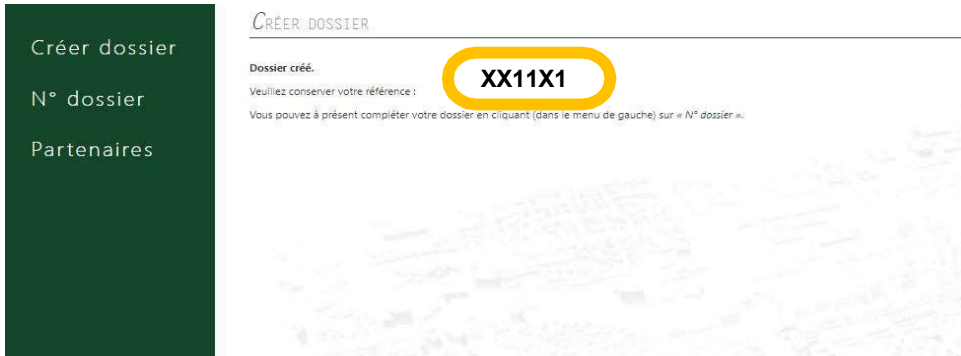 Créer dossier
N° dossier
Partenaires
CRÉER DOSSIER
Dossier créé.
Veuillez conserver votre référence :
XX11X1
Vous pouvez à présent compléter votre dossier en cliquant (dans le menu de gauche) sur « N° dossier ».